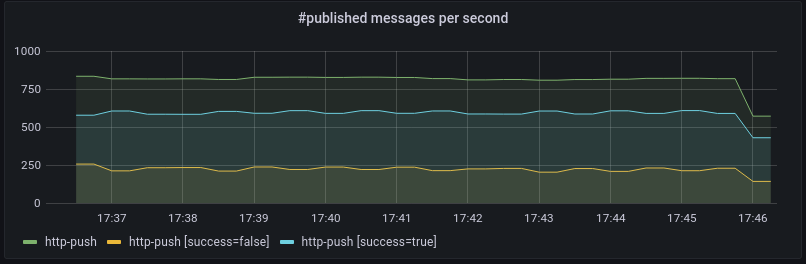 #published messages per second
1000
750
500
250
0
17:37 17:38 17:39 17:40 17:41 17:42 17:43 17:44 17:45 17:46
http-push http-push [success=false] http-push [success=true]